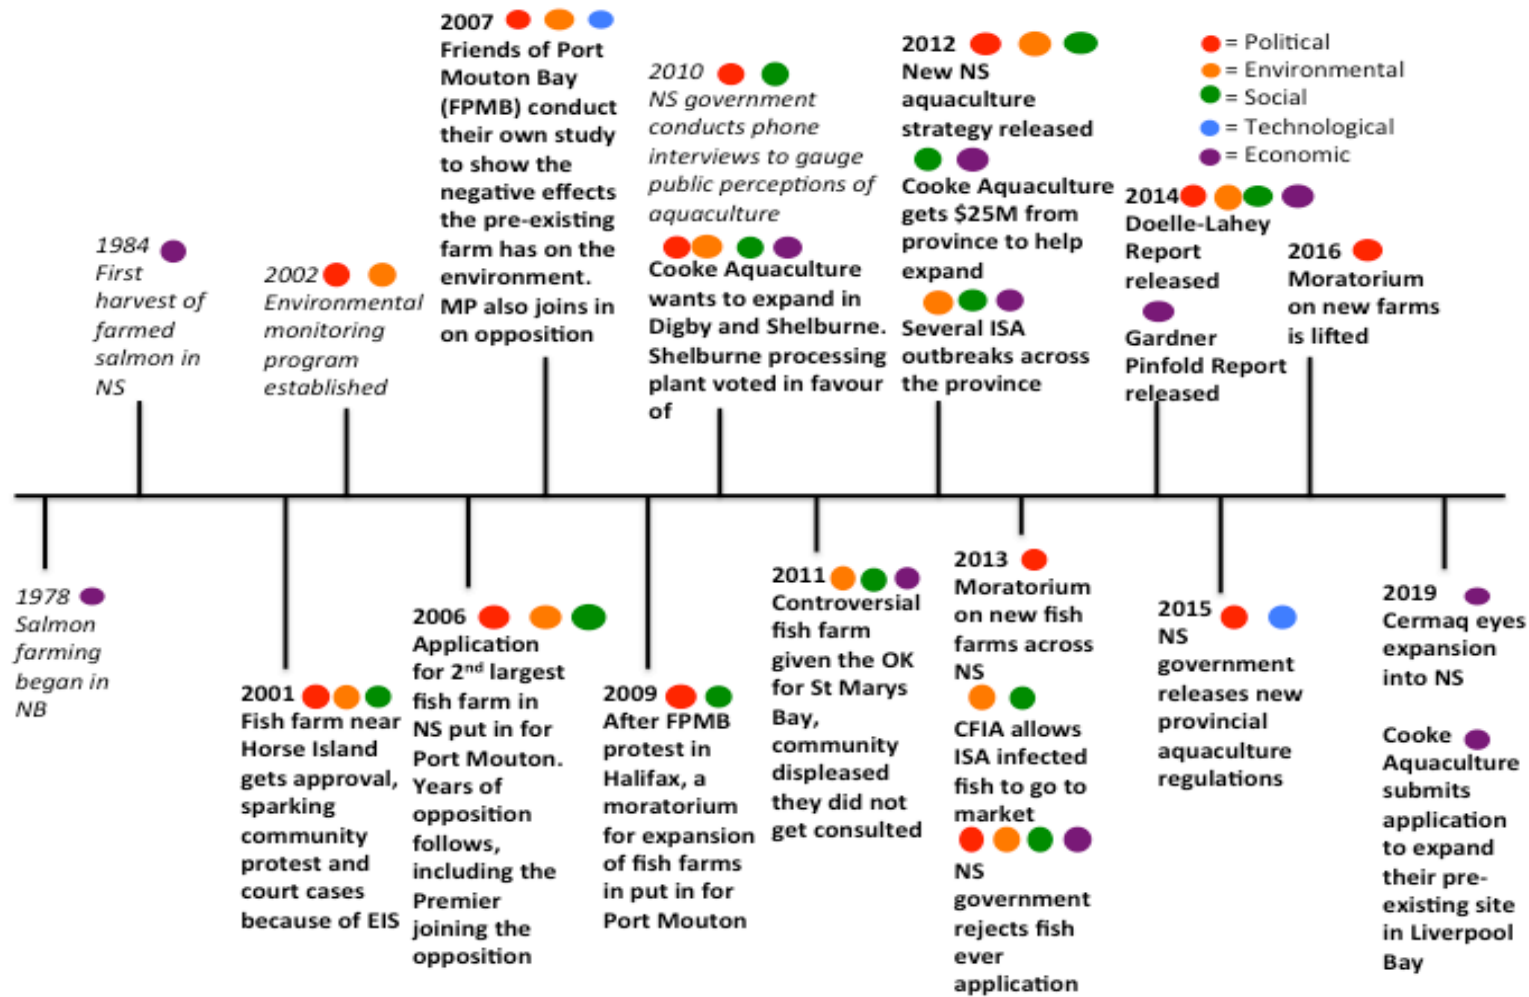 1978
Salmon
farming
began in
NB
1984
First
harvest of
farmed
salmon in
NS
2001
Fish farm near
Horse Island
gets approval,
sparking
community
protest and
court cases
because of EIS
2002
Environmental
monitoring
program
established
2006
Application
for 2nd largest
fish farm in
NS put in for
Port Mouton.
Years of
opposition
follows,
including the
Premier
joining the
opposition
2007
Friends of Port
Mouton Bay
(FPMB) conduct
their own study
to show the
negative effects
the pre-existing
farm has on the
environment.
MP also joins in
on opposition
2009
After FPMB
protest in
Halifax, a
moratorium
for expansion
of fish farms
in put in for
Port Mouton
2010
NS government
conducts phone
interviews to gauge
public perceptions of
aquaculture
Cooke Aquaculture
wants to expand in
Digby and Shelburne.
Shelburne processing
plant voted in favour
of
2011
Controversial
fish farm
given the OK
for St Marys
Bay,
community
displeased
they did not
get consulted
2012
New NS
aquaculture
strategy released
Cooke Aquaculture
gets $25M from
province to help
expand
Several ISA
outbreaks across
the province
2013
Moratorium
on new fish
farms across
NS
CFIA allows
ISA infected
fish to go to
market
NS
government
rejects fish
ever
application
2014
Doelle-Lahey
Report
released
Gardner
Pinfold Report
released
2015
NS
government
releases new
provincial
aquaculture
regulations
2016
Moratorium
on new farms
is lifted
2019
Cermaq eyes
expansion
into NS
Cooke
Aquaculture
submits
application
to expand
their pre-
existing site
in Liverpool
Bay
= Political
= Environmental
= Social
= Technological
= Economic